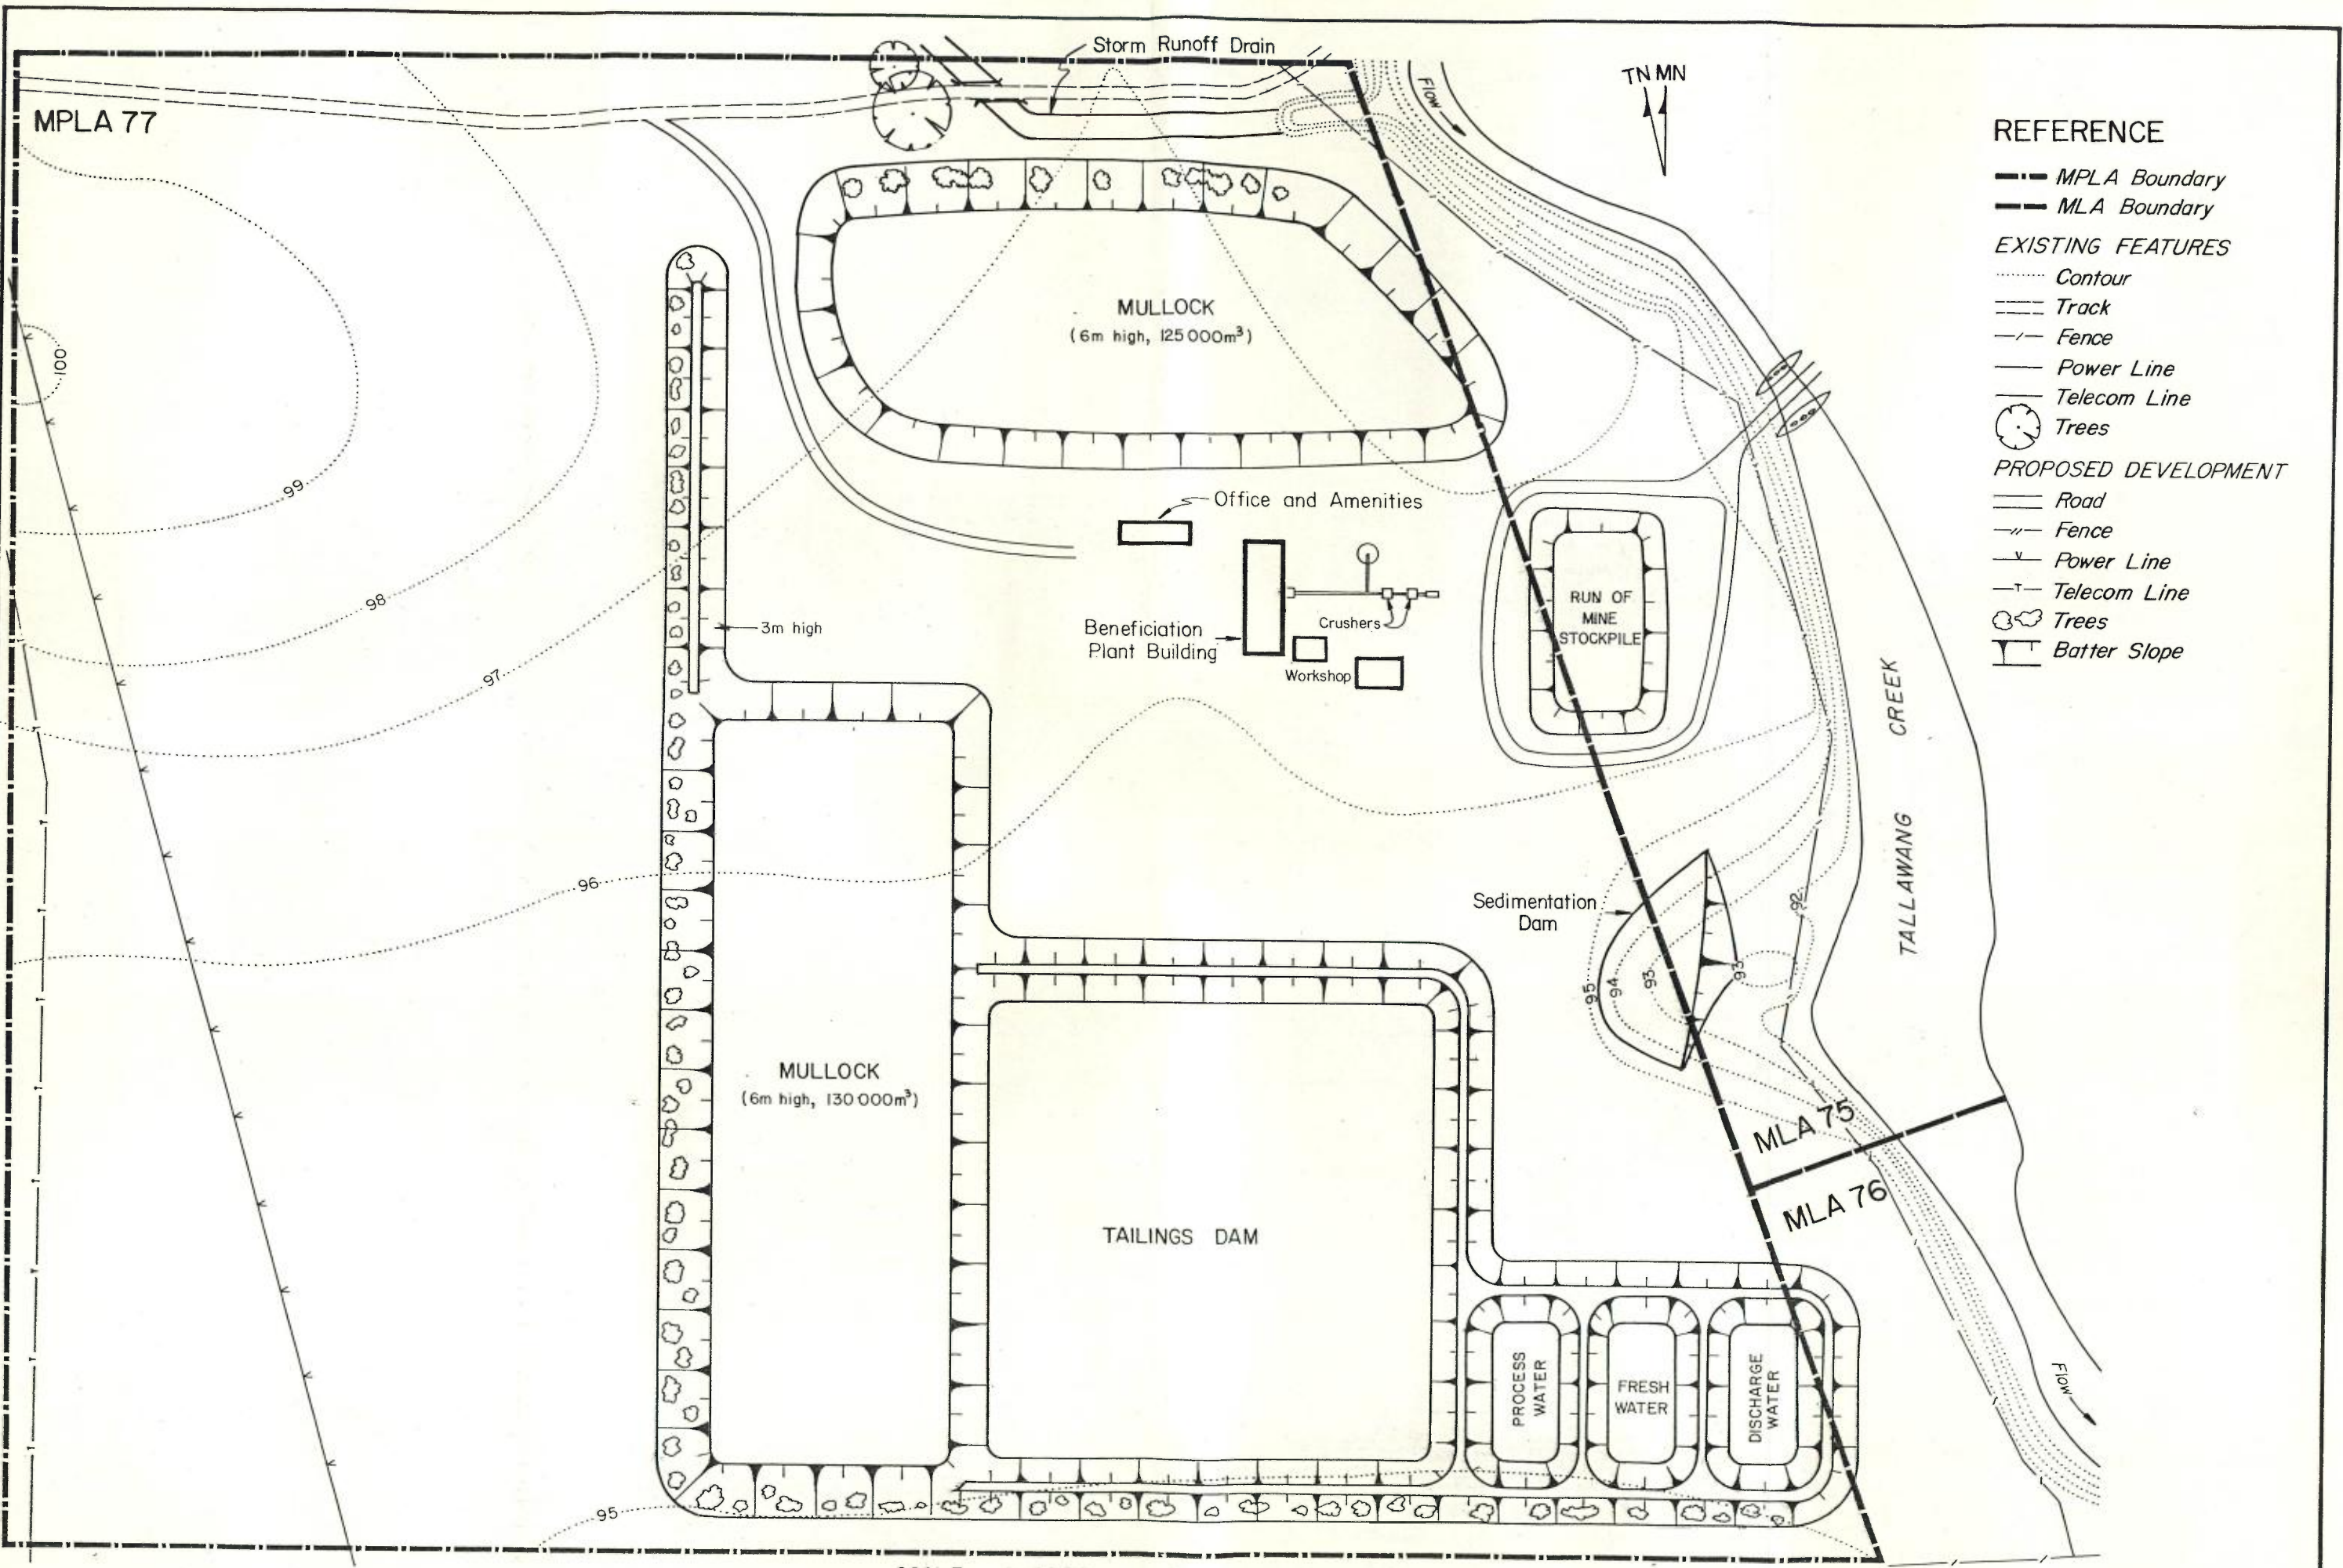 Storm Runoff Drain
MPLA 77
Flow
TN MN
REFERENCE
MPLA Boundary
MLA Boundary
EXISTING FEATURES
Contour
Track
Fence
Power Line
Telecom Line
Trees
PROPOSED DEVELOPMENT
Road
Fence
Power Line
Telecom Line
Trees
Batter Slope
MULLOCK
(6m high, 125 000m³)
100
99
98
97
96
95
3m high
Office and Amenities
Beneficiation
Plant Building
Crushers
Workshop
RUN OF
MINE
STOCKPILE
TALLAWANG CREEK
Sedimentation
Dam
95
94
93
93
92
MLA 75
MLA 76
MULLOCK
(6m high, 130 000m³)
TAILINGS DAM
PROCESS
WATER
FRESH
WATER
DISCHARGE
WATER
Flow